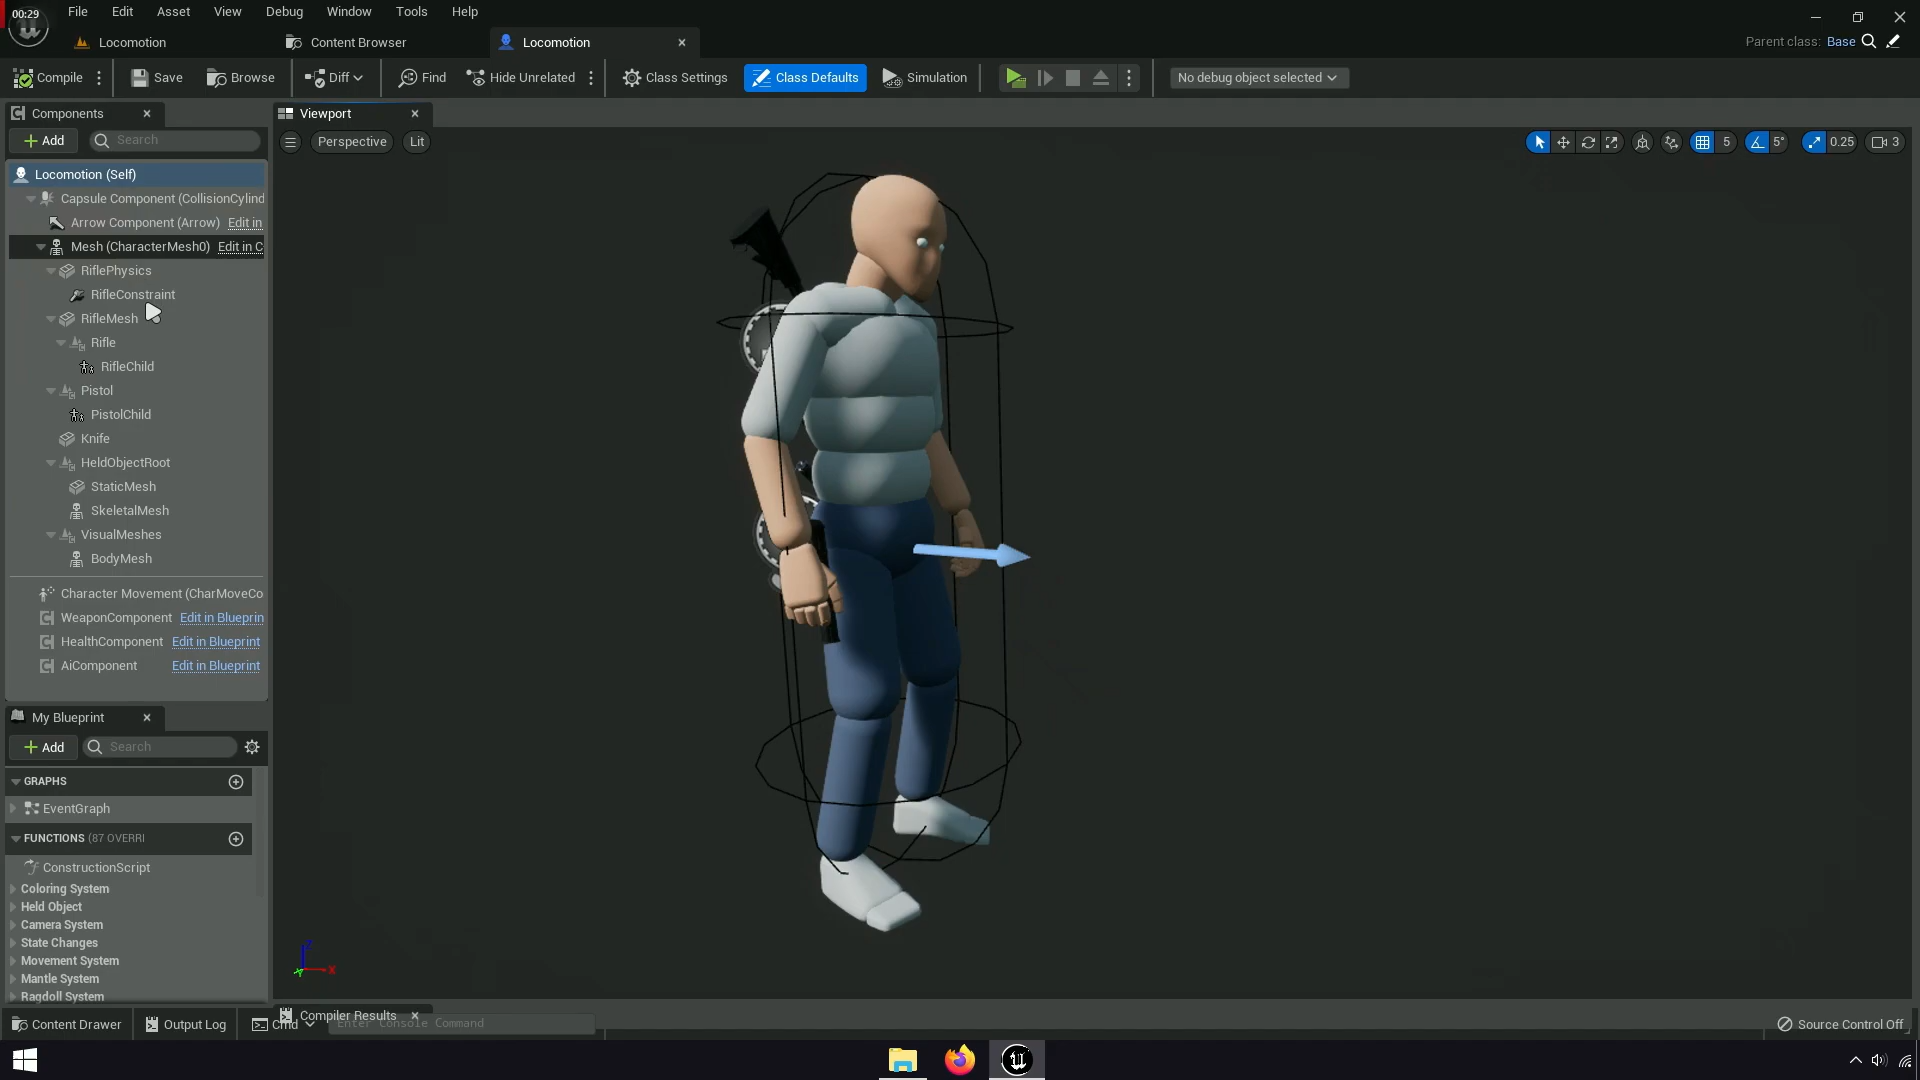 00:29
File Edit Asset View Debug Window Tools Help
Locomotion Content Browser Locomotion
Parent class: Base
Compile Save Browse Diff Find Hide Unrelated Class Settings Class Defaults Simulation No debug object selected
Components
Viewport
Add Search
Perspective Lit
5 5° 0.25 3
Locomotion (Self)
Capsule Component (CollisionCylind
Arrow Component (Arrow) Edit in
Mesh (CharacterMesh0) Edit in C
RiflePhysics
RifleConstraint
RifleMesh
Rifle
RifleChild
Pistol
PistolChild
Knife
HeldObjectRoot
StaticMesh
SkeletalMesh
VisualMeshes
BodyMesh
Character Movement (CharMoveCo
WeaponComponent Edit in Blueprin
HealthComponent Edit in Blueprint
AiComponent Edit in Blueprint
My Blueprint
Add Search
GRAPHS
EventGraph
FUNCTIONS (87 OVERRI
ConstructionScript
Coloring System
Held Object
Camera System
State Changes
Movement System
Mantle System
Ragdoll System
Z
Y
X
Compiler Results
Content Drawer Output Log Cmd Enter Console Command
Source Control Off